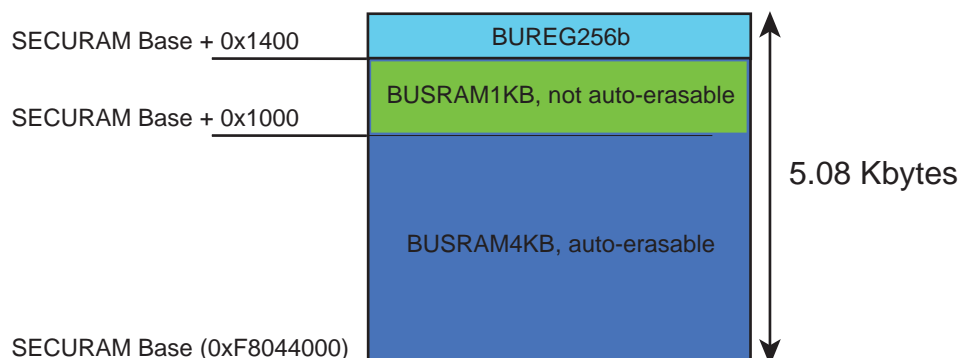 SECURAM Base + 0x1400
BUREG256b
BUSRAM1KB, not auto-erasable
SECURAM Base + 0x1000
5.08 Kbytes
BUSRAM4KB, auto-erasable
SECURAM Base (0xF8044000)